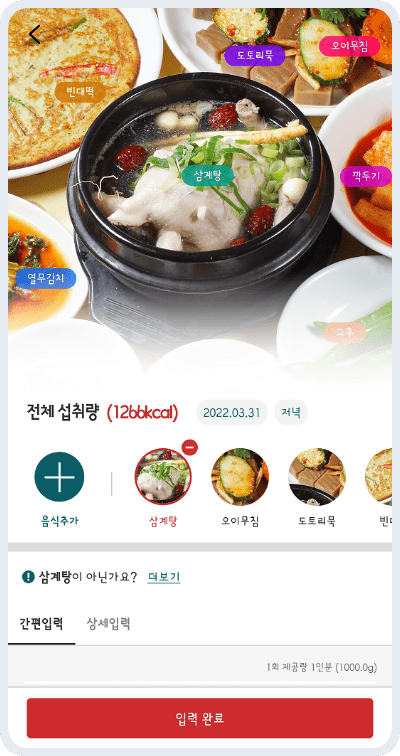 오이무침
도토리묵
빈대떡
삼계탕
깍두기
열무김치
고추
전체 섭취량 (1266kcal) 2022.03.31 저녁
음식추가 삼계탕 오이무침 도토리묵 빈
삼계탕이 아닌가요? 더보기
간편입력 상세입력
1회 제공량 1인분 (1000.0g)
입력 완료